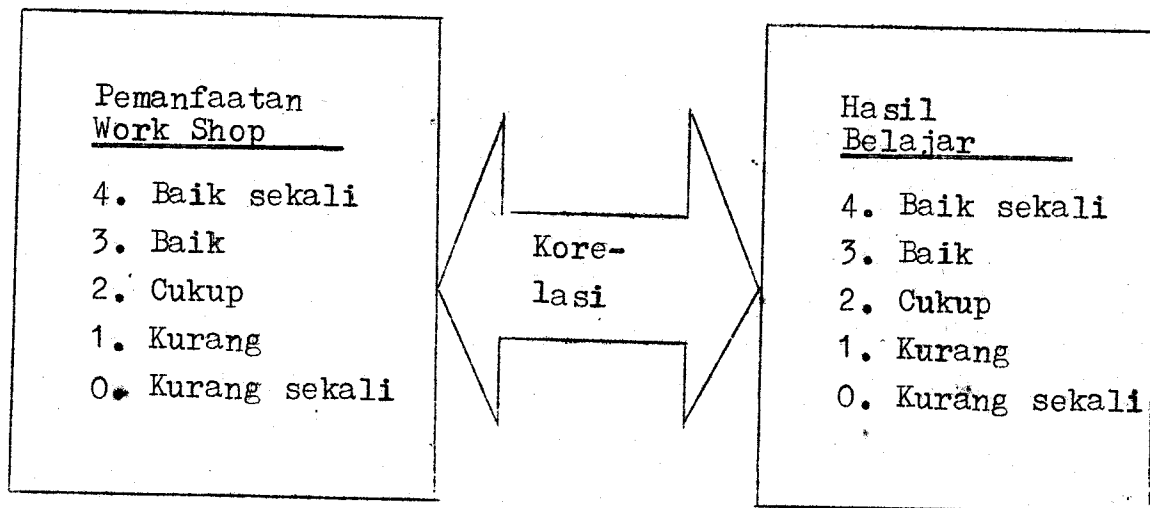 Pemanfaatan
Work Shop
4. Baik sekali
3. Baik
2. Cukup
1. Kurang
0. Kurang sekali
Kore-
lasi
Hasil
Belajar
4. Baik sekali
3. Baik
2. Cukup
1. Kurang
0. Kurang sekali